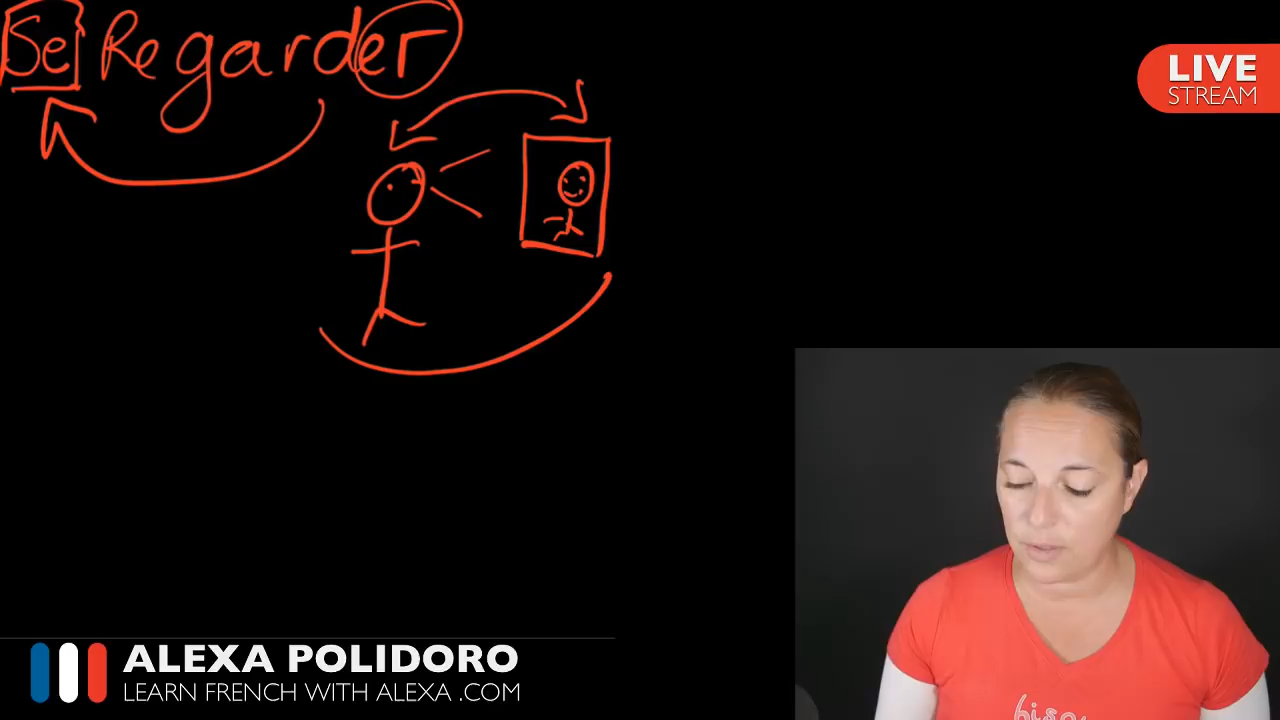 Se Regarder
LIVE
STREAM
ALEXA POLIDORO
LEARN FRENCH WITH ALEXA .COM